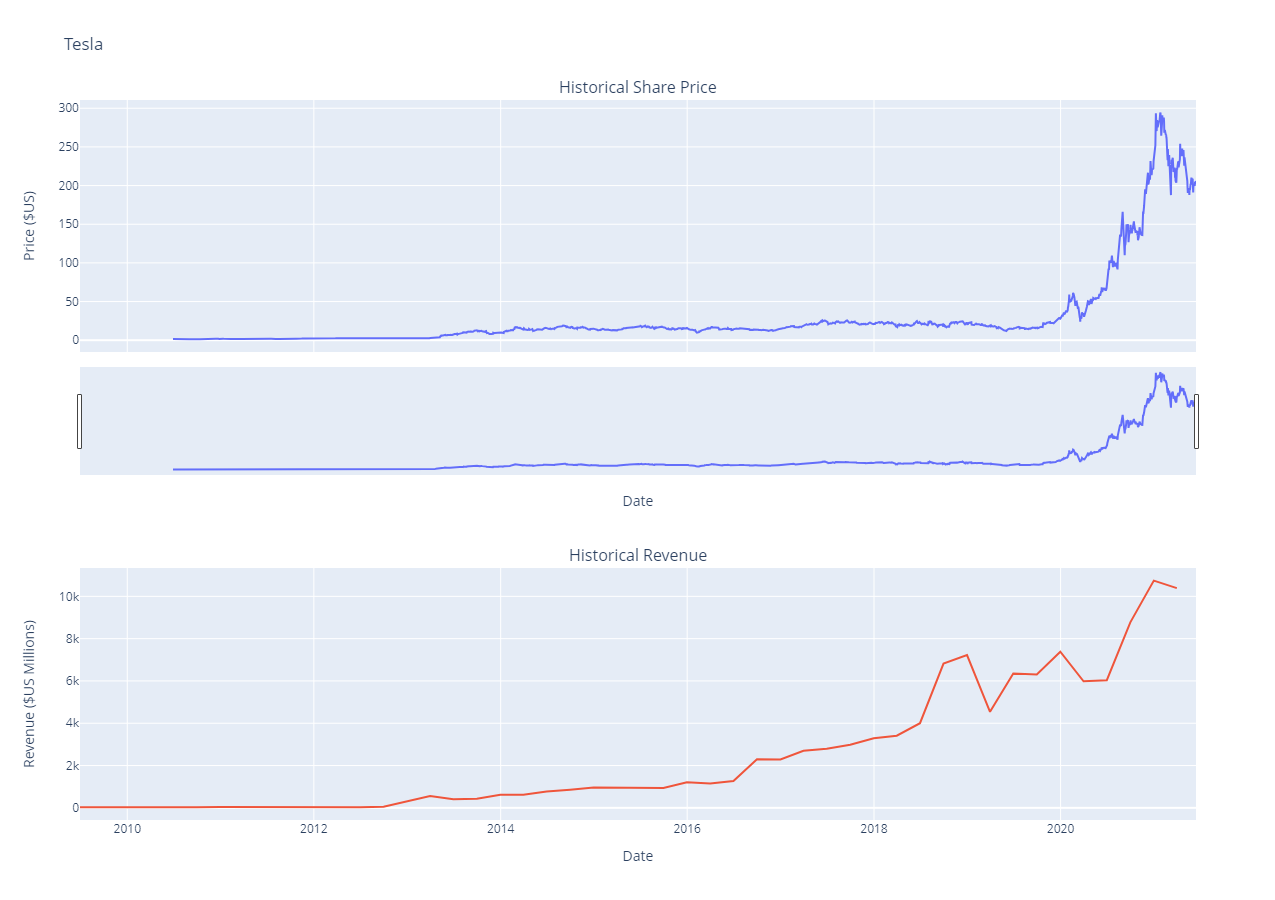 Tesla
Historical Share Price
Price ($US)
300
250
200
150
100
50
0
Date
Historical Revenue
Revenue ($US Millions)
10k
8k
6k
4k
2k
0
2010 2012 2014 2016 2018 2020
Date